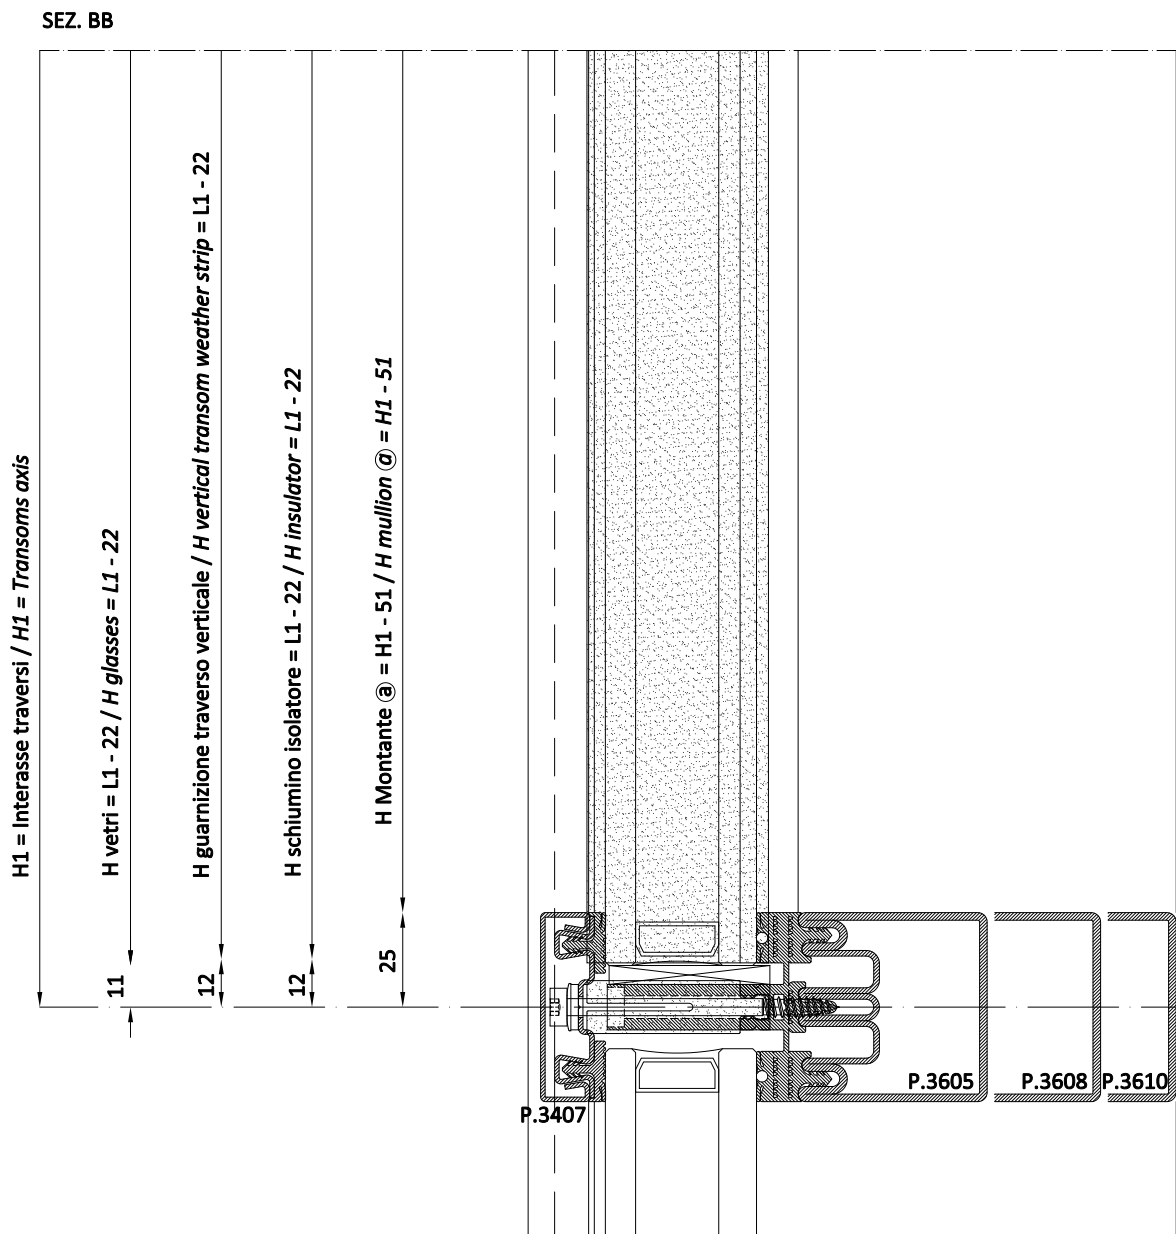 SEZ. BB
H1 = Interasse traversi / H1 = Transoms axis
H vetri = L1 - 22 / H glasses = L1 - 22
H guarnizione traverso verticale / H vertical transom weather strip = L1 - 22
H schiumino isolatore = L1 - 22 / H insulator = L1 - 22
H Montante ⓐ = H1 - 51 / H mullion ⓐ = H1 - 51
11
12
12
25
P.3407
P.3605
P.3608
P.3610